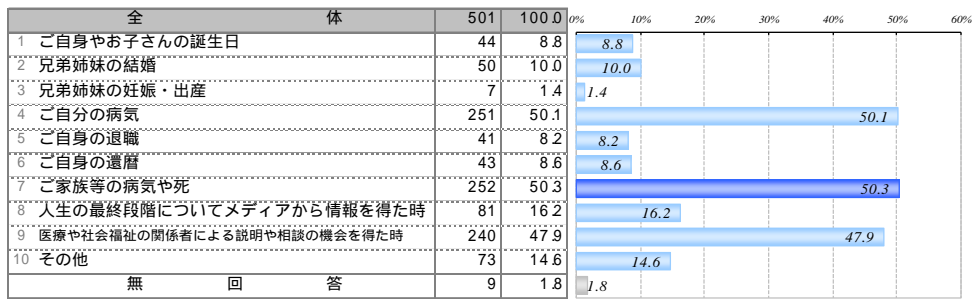 全 体 501 100.0 0% 10% 20% 30% 40% 50% 60%
1 ご自身やお子さんの誕生日 44 8.8 8.8
2 兄弟姉妹の結婚 50 10.0 10.0
3 兄弟姉妹の妊娠・出産 7 1.4 1.4
4 ご自分の病気 251 50.1 50.1
5 ご自身の退職 41 8.2 8.2
6 ご自身の還暦 43 8.6 8.6
7 ご家族等の病気や死 252 50.3 50.3
8 人生の最終段階についてメディアから情報を得た時 81 16.2 16.2
9 医療や社会福祉の関係者による説明や相談の機会を得た時 240 47.9 47.9
10 その他 73 14.6 14.6
無 回 答 9 1.8 1.8